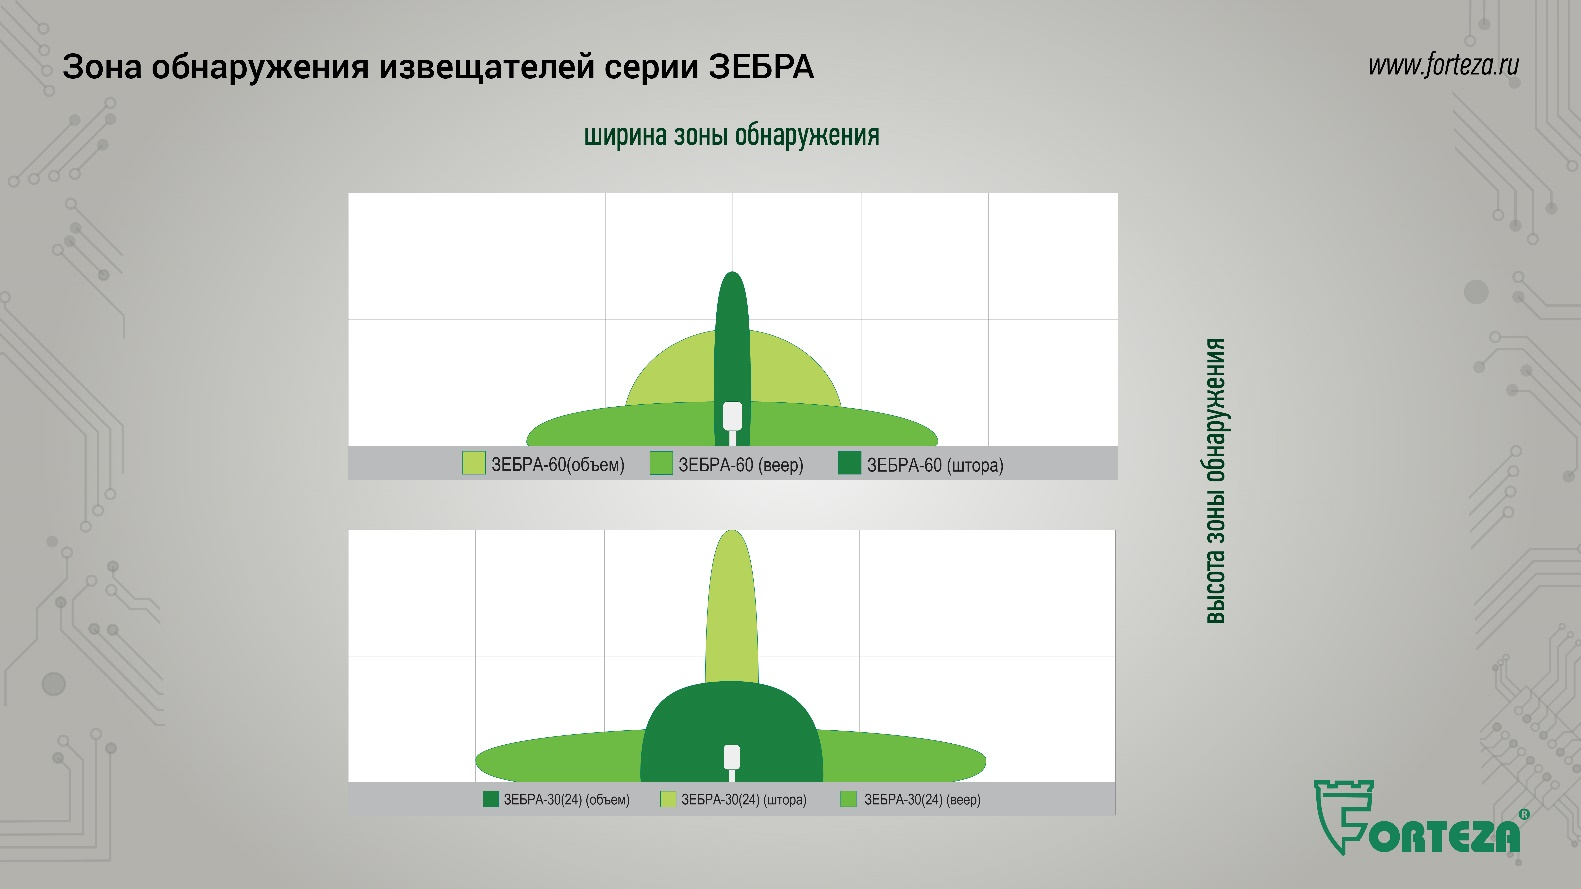 Зона обнаружения извещателей серии ЗЕБРА
www.forteza.ru
ширина зоны обнаружения
ЗЕБРА-60(объем)
ЗЕБРА-60 (веер)
ЗЕБРА-60 (штора)
высота зоны обнаружения
ЗЕБРА-30(24) (объем)
ЗЕБРА-30(24) (штора)
ЗЕБРА-30(24) (веер)
FORTEZA®